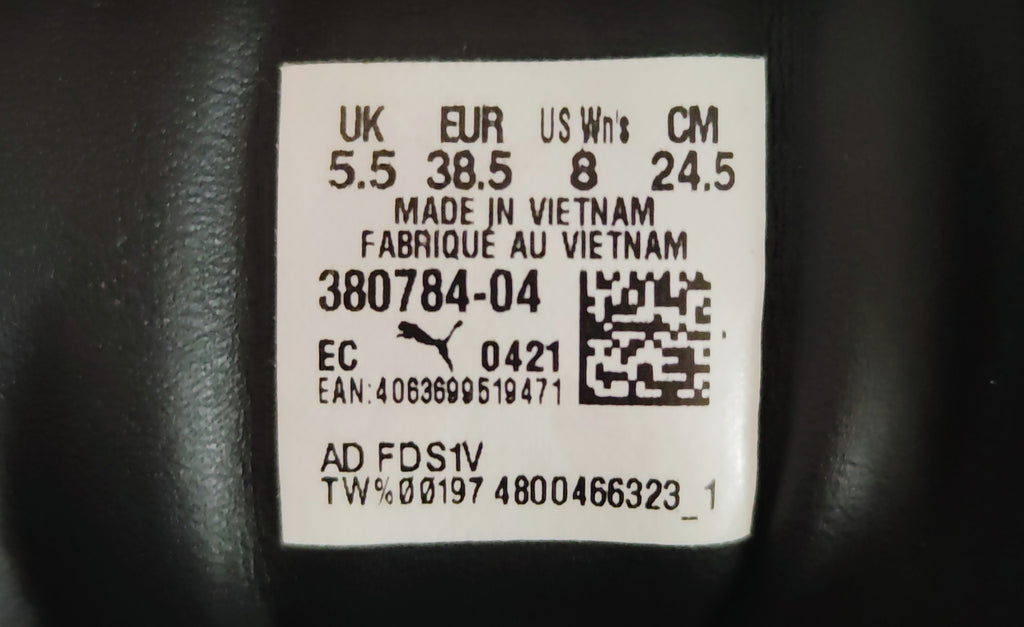 UK EUR US Wn's CM
5.5 38.5 8 24.5
MADE IN VIETNAM
FABRIQUE AU VIETNAM
380784-04
EC 0421
EAN:4063699519471
AD FDS1V
TW%00197 4800466323_1